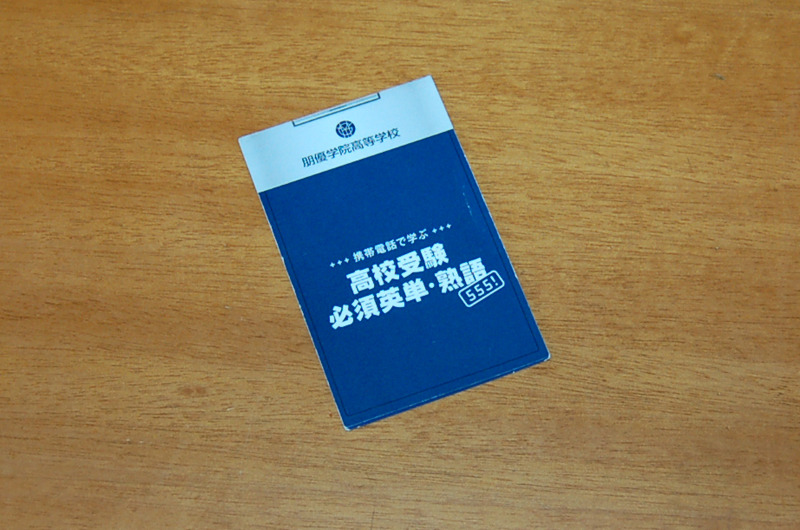 朋優学院高等学校
+++ 携帯電話で学ぶ +++
高校受験
必須英単・熟語
555!